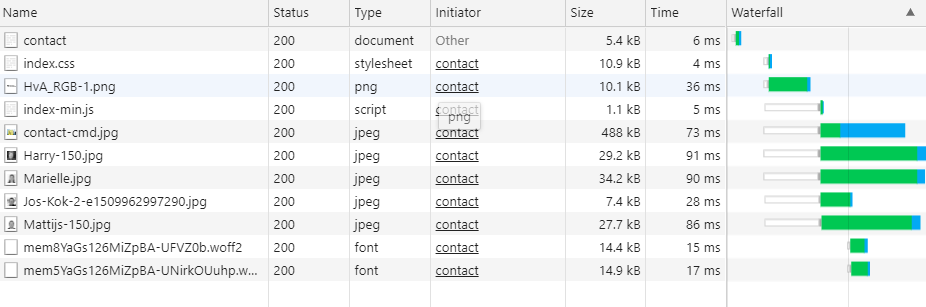 Name Status Type Initiator Size Time Waterfall
contact 200 document Other 5.4 kB 6 ms
index.css 200 stylesheet contact 10.9 kB 4 ms
HvA_RGB-1.png 200 png contact 10.1 kB 36 ms
index-min.js 200 script contact 1.1 kB 5 ms
png
contact-cmd.jpg 200 jpeg contact 488 kB 73 ms
Harry-150.jpg 200 jpeg contact 29.2 kB 91 ms
Marielle.jpg 200 jpeg contact 34.2 kB 90 ms
Jos-Kok-2-e1509962997290.jpg 200 jpeg contact 7.4 kB 28 ms
Mattijs-150.jpg 200 jpeg contact 27.7 kB 86 ms
mem8YaGs126MiZpBA-UFVZ0b.woff2 200 font contact 14.4 kB 15 ms
mem5YaGs126MiZpBA-UNirkOUuhp.w... 200 font contact 14.9 kB 17 ms